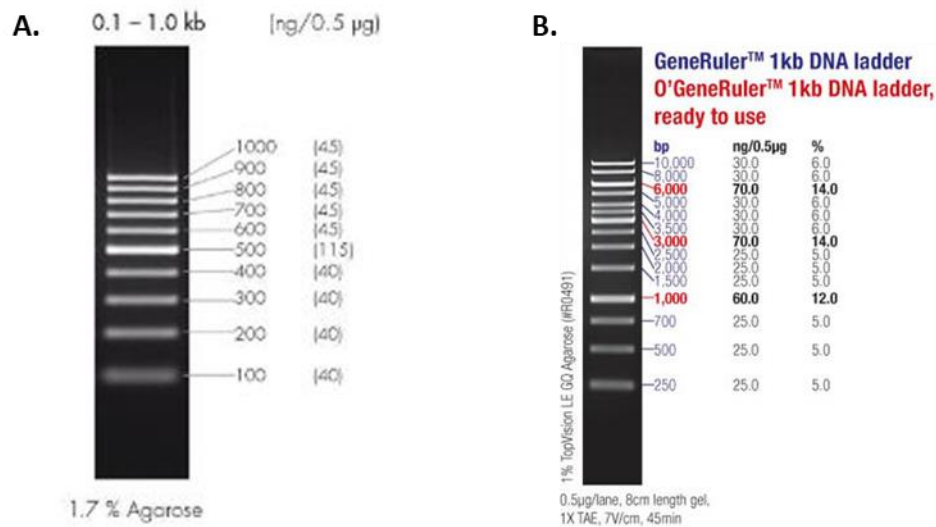 A.
0.1 – 1.0 kb (ng/0.5 µg)
1000 (45)
900 (45)
800 (45)
700 (45)
600 (45)
500 (115)
400 (40)
300 (40)
200 (40)
100 (40)
1.7 % Agarose
B.
GeneRuler™ 1kb DNA ladder
O'GeneRuler™ 1kb DNA ladder,
ready to use
bp ng/0.5µg %
10,000 30.0 6.0
8,000 30.0 6.0
6,000 70.0 14.0
5,000 30.0 6.0
4,000 30.0 6.0
3,500 30.0 6.0
3,000 70.0 14.0
2,500 25.0 5.0
2,000 25.0 5.0
1,500 25.0 5.0
1,000 60.0 12.0
700 25.0 5.0
500 25.0 5.0
250 25.0 5.0
1% TopVision LE GQ Agarose (#R0491)
0.5µg/lane, 8cm length gel,
1X TAE, 7V/cm, 45min